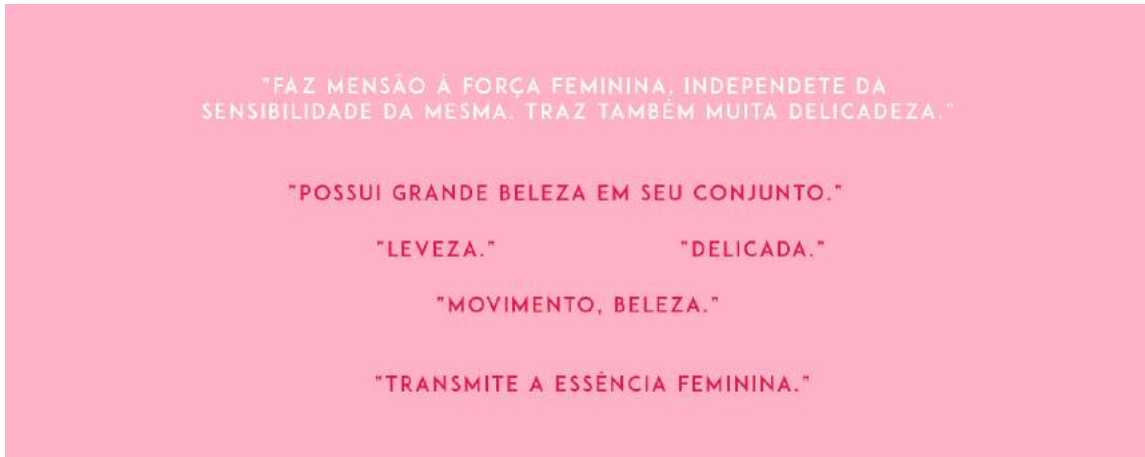 "FAZ MENSÃO À FORÇA FEMININA, INDEPENDETE DA
SENSIBILIDADE DA MESMA. TRAZ TAMBÉM MUITA DELICADEZA."
"POSSUI GRANDE BELEZA EM SEU CONJUNTO."
"LEVEZA." "DELICADA."
"MOVIMENTO, BELEZA."
"TRANSMITE A ESSÊNCIA FEMININA."